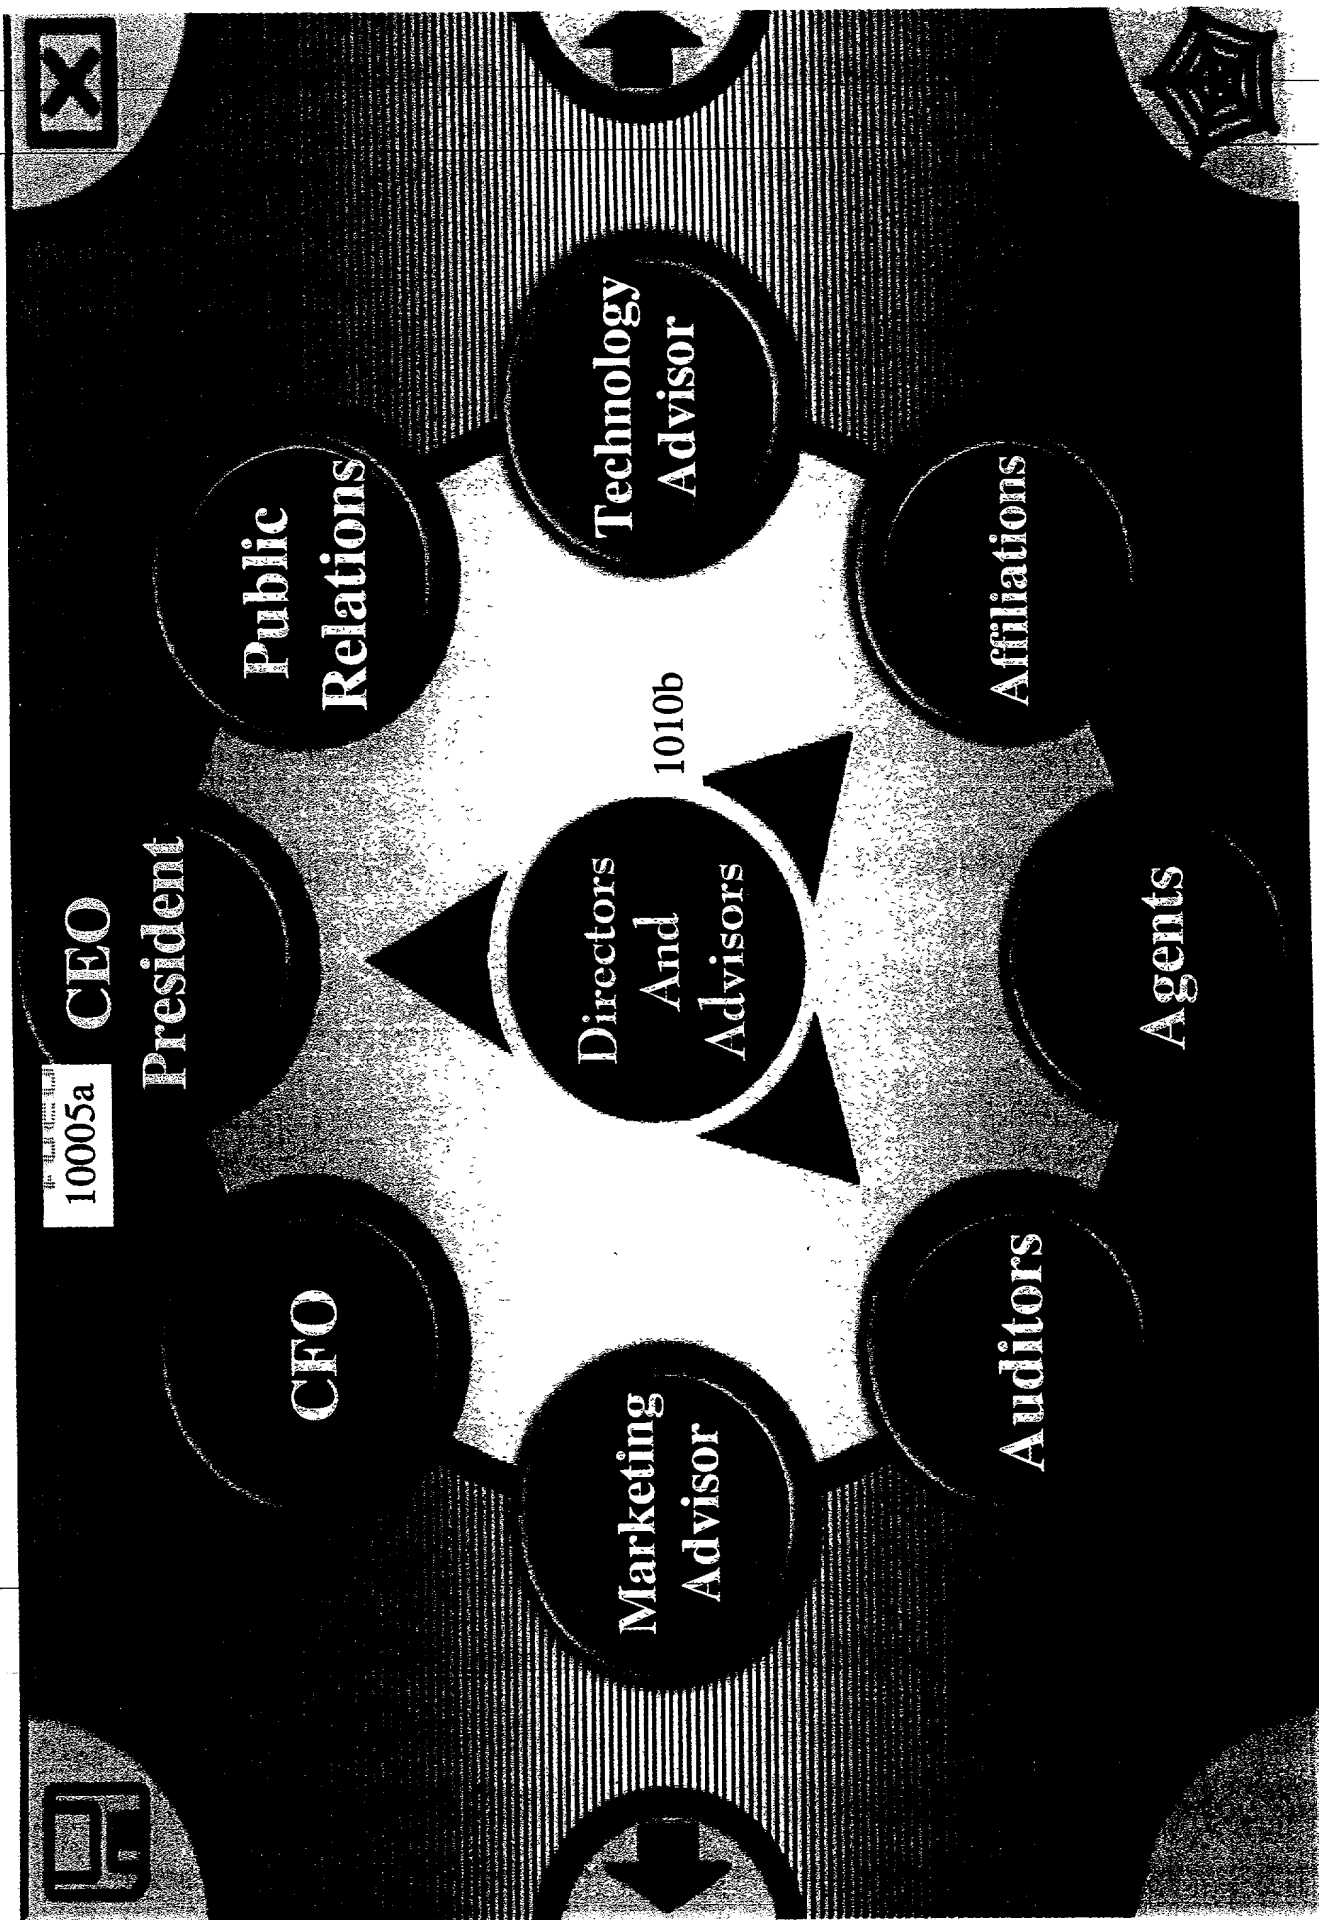 10005a
CEO
President
CFO
Public
Relations
Marketing
Advisor
Directors
And
Advisors
1010b
Technology
Advisor
Auditors
Agents
Affiliations